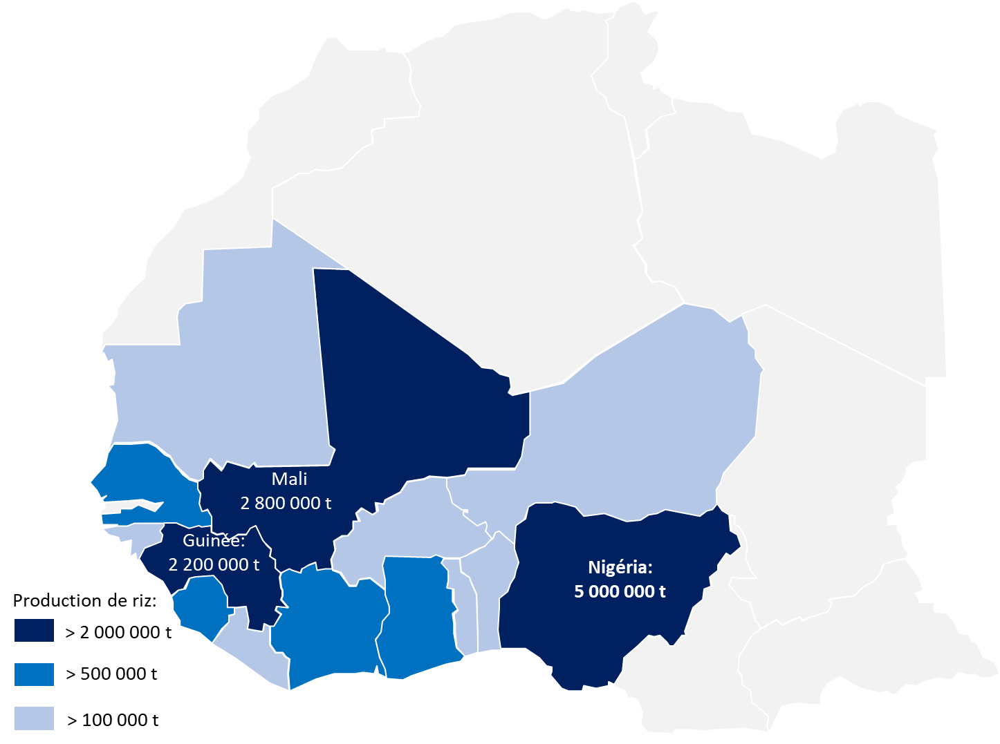 Mali
2 800 000 t
Guinée:
2 200 000 t
Nigéria:
5 000 000 t
Production de riz:
> 2 000 000 t
> 500 000 t
> 100 000 t